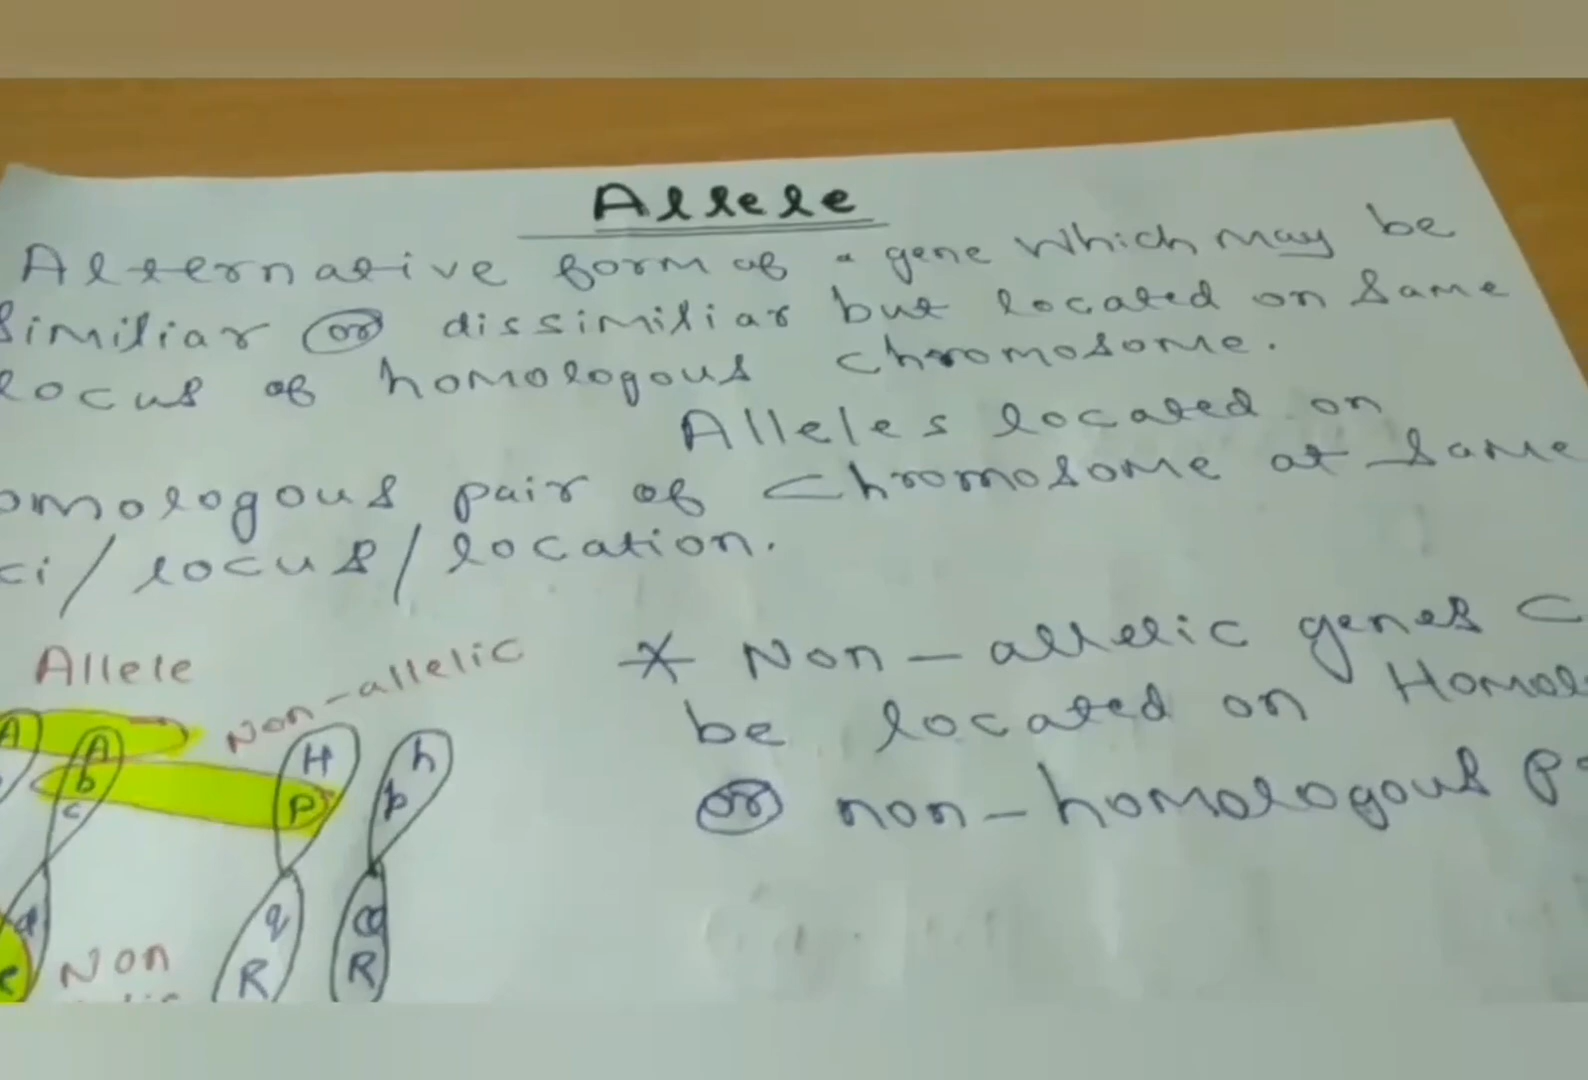 Allele
Alternative form of a gene which may be
Similiar or dissimiliar but located on Same
locus of homologous chromosome.
Alleles located on
omologous pair of chromosome at same
ci/locus/location.
Allele
Non-allelic
* Non-allelic genes c
be located on Homol
or non-homologous p
A
A
H
h
b
P
p
c
d
q
Q
e
Non
R
R